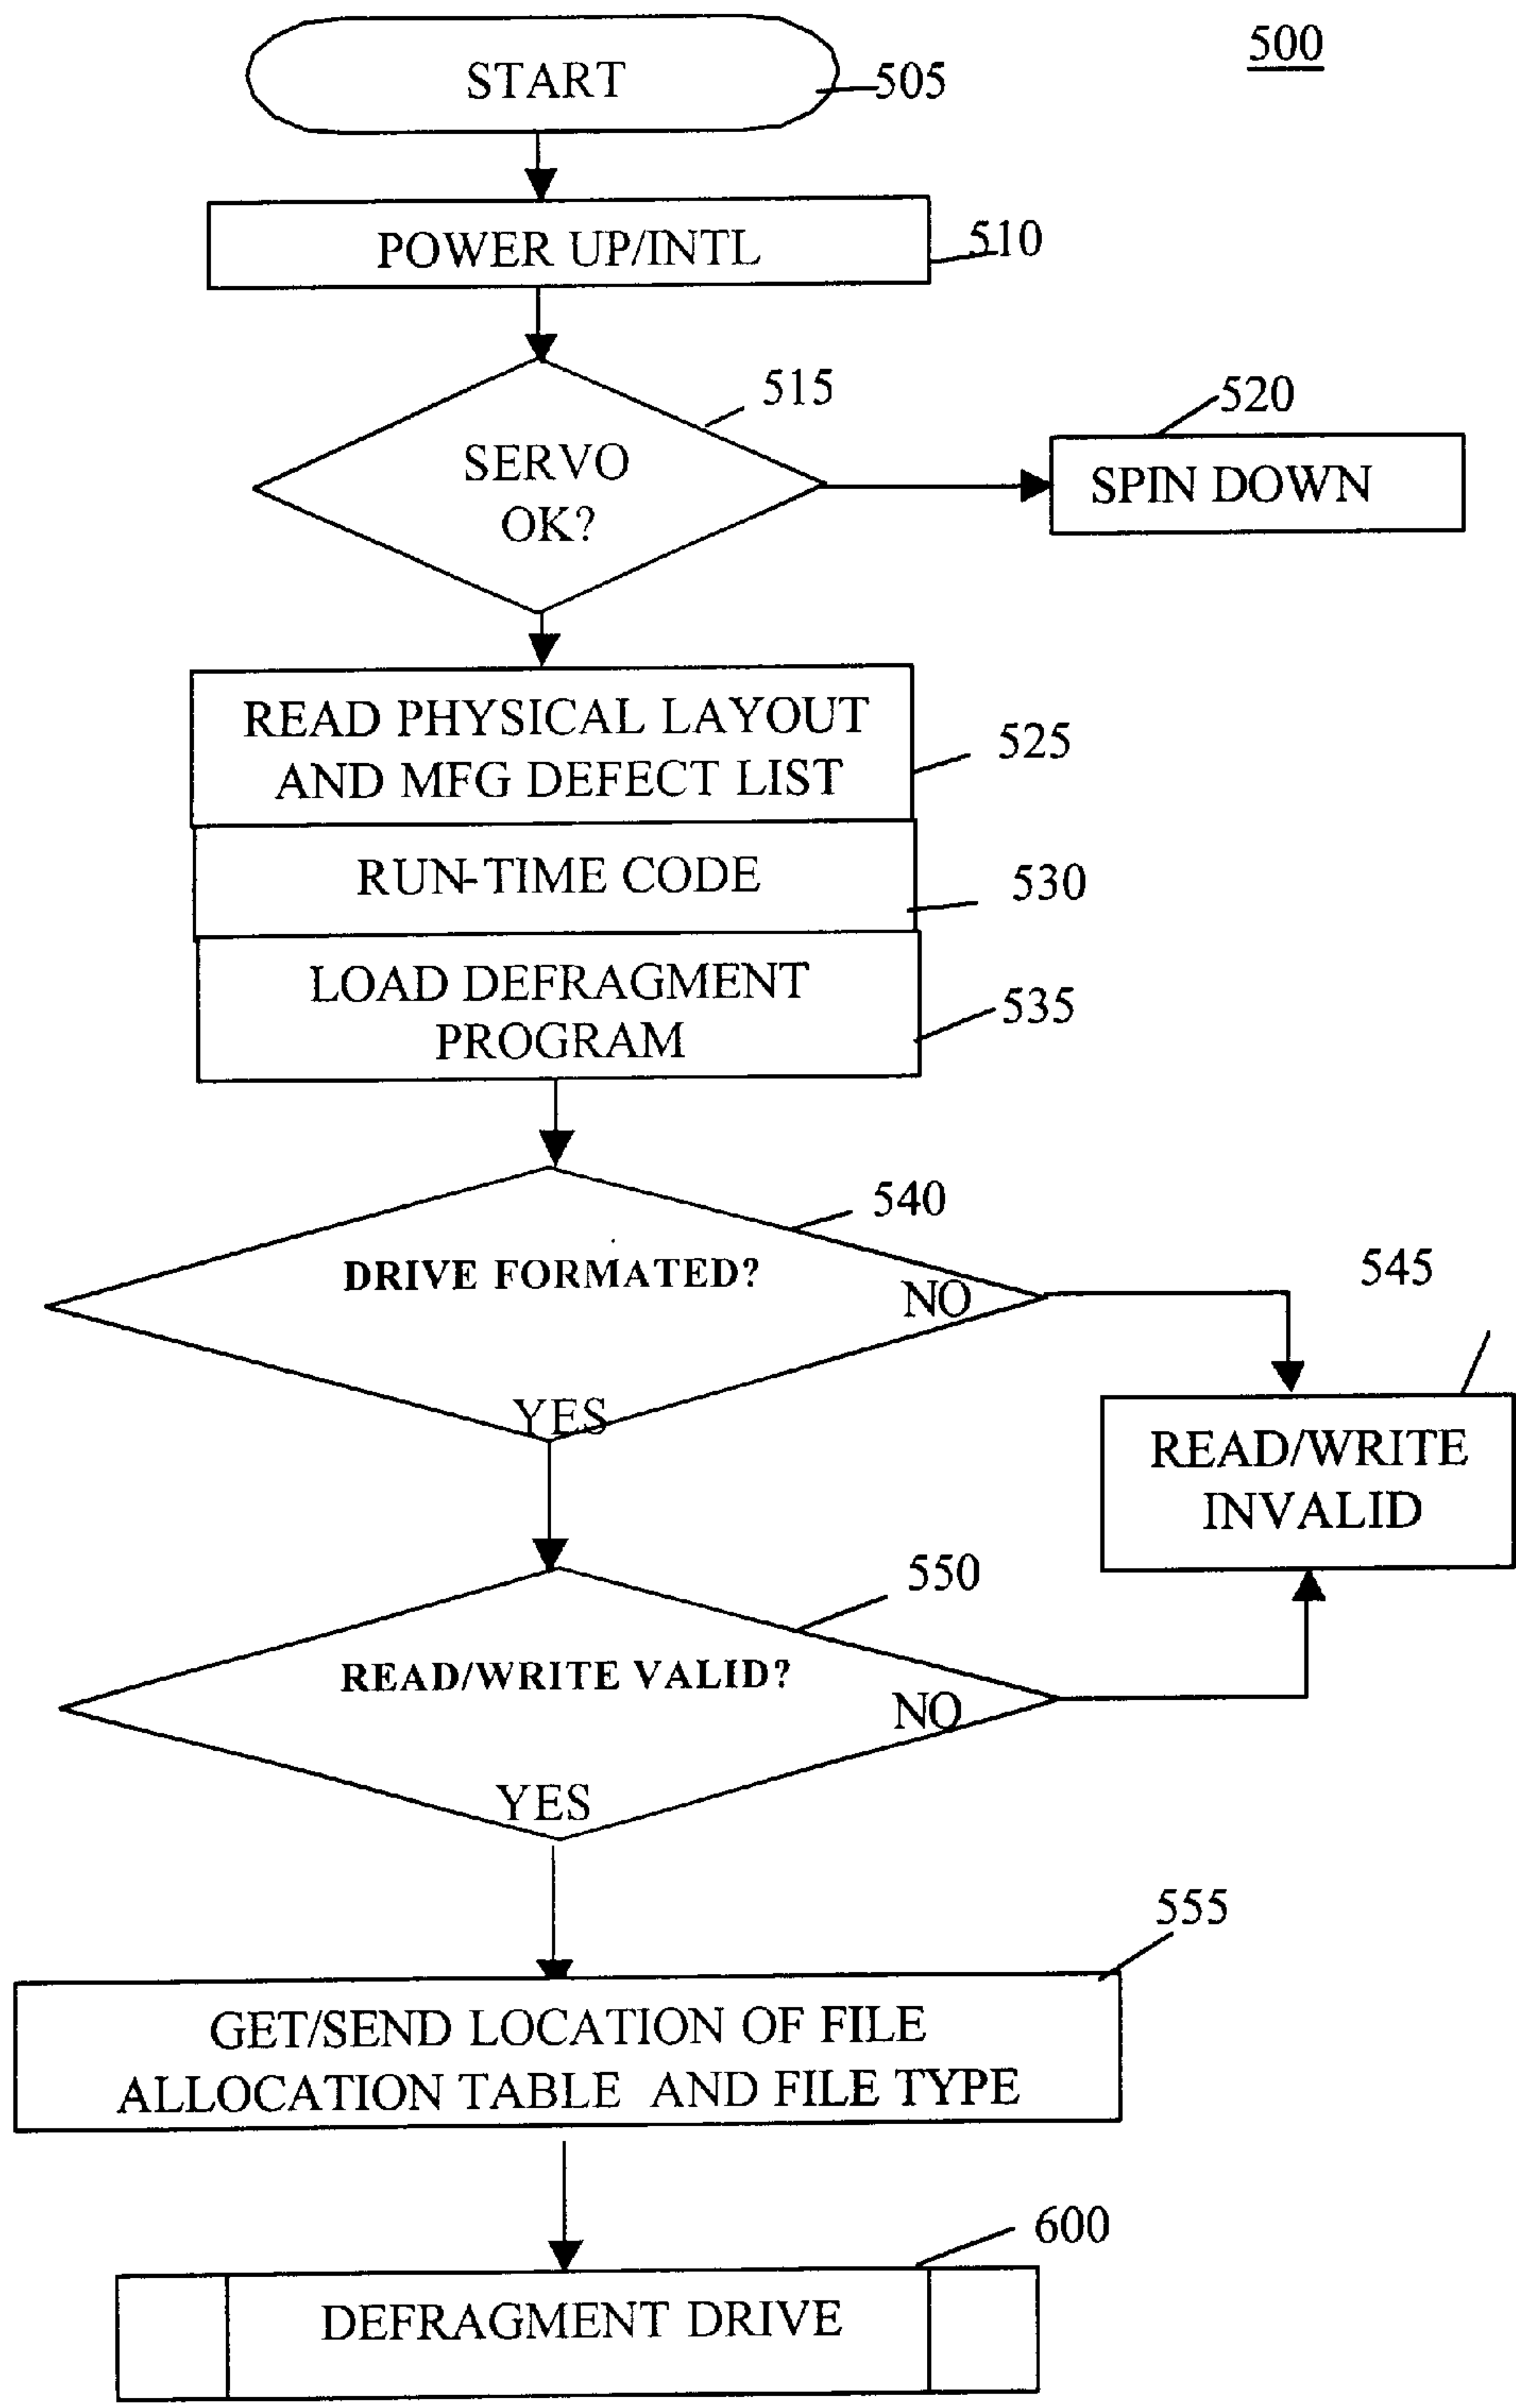 500
START
505
POWER UP/INTL
510
515
SERVO
OK?
520
SPIN DOWN
READ PHYSICAL LAYOUT
AND MFG DEFECT LIST
525
RUN-TIME CODE
530
LOAD DEFRAGMENT
PROGRAM
535
540
DRIVE FORMATED?
NO
YES
545
READ/WRITE
INVALID
550
READ/WRITE VALID?
NO
YES
555
GET/SEND LOCATION OF FILE
ALLOCATION TABLE AND FILE TYPE
600
DEFRAGMENT DRIVE